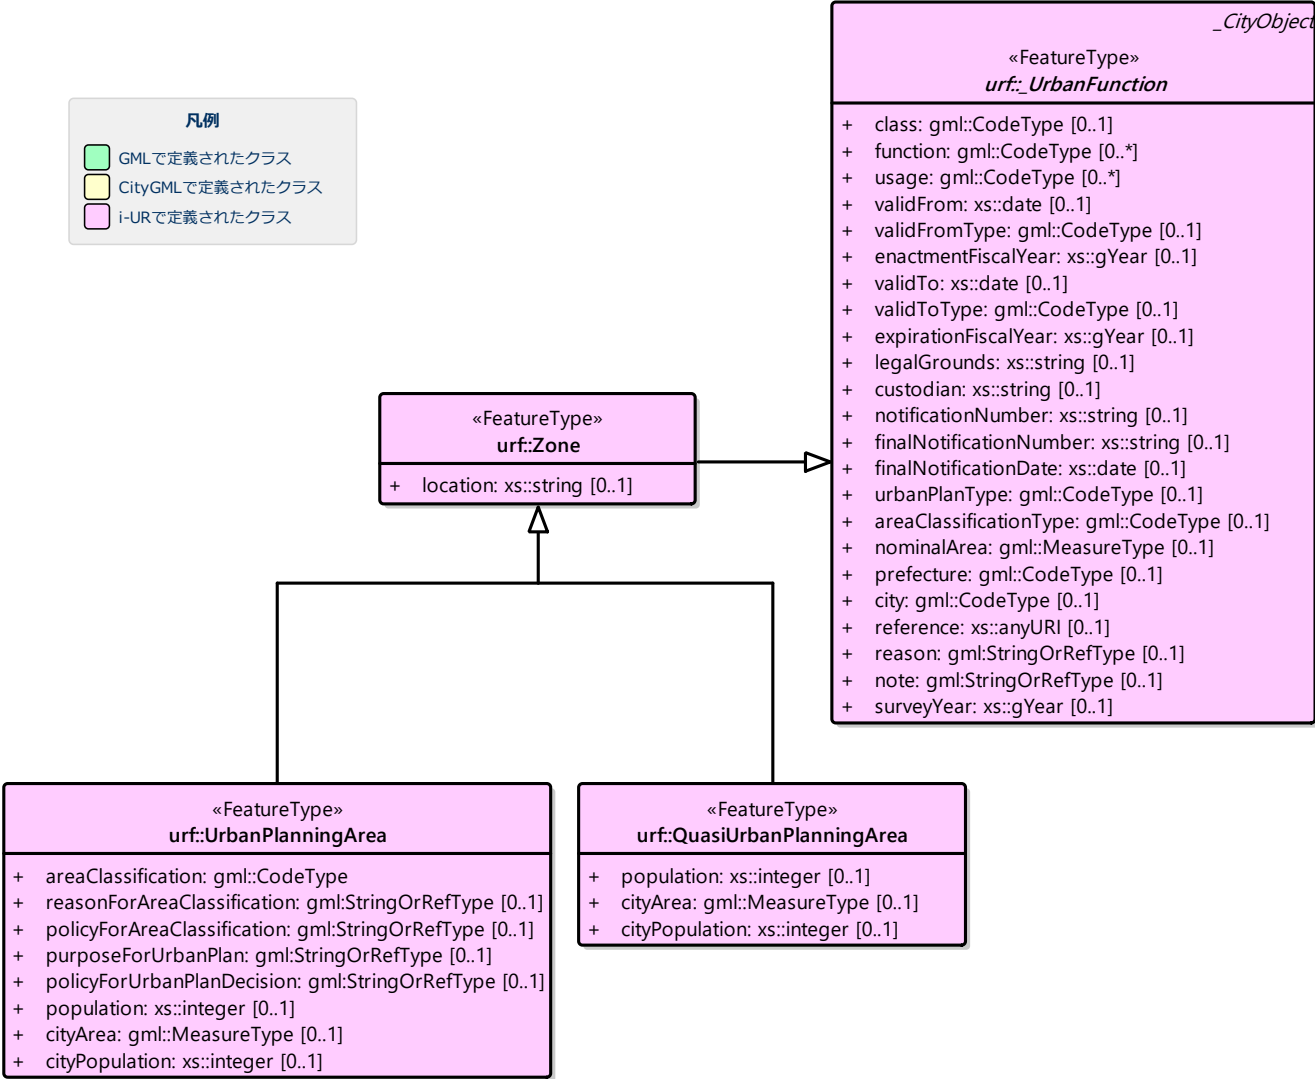 凡例
GMLで定義されたクラス
CityGMLで定義されたクラス
i-URで定義されたクラス
_CityObject
«FeatureType»
urf::_UrbanFunction
+ class: gml::CodeType [0..1]
+ function: gml::CodeType [0..*]
+ usage: gml::CodeType [0..*]
+ validFrom: xs::date [0..1]
+ validFromType: gml::CodeType [0..1]
+ enactmentFiscalYear: xs::gYear [0..1]
+ validTo: xs::date [0..1]
+ validToType: gml::CodeType [0..1]
+ expirationFiscalYear: xs::gYear [0..1]
+ legalGrounds: xs::string [0..1]
+ custodian: xs::string [0..1]
+ notificationNumber: xs::string [0..1]
+ finalNotificationNumber: xs::string [0..1]
+ finalNotificationDate: xs::date [0..1]
+ urbanPlanType: gml::CodeType [0..1]
+ areaClassificationType: gml::CodeType [0..1]
+ nominalArea: gml::MeasureType [0..1]
+ prefecture: gml::CodeType [0..1]
+ city: gml::CodeType [0..1]
+ reference: xs::anyURI [0..1]
+ reason: gml:StringOrRefType [0..1]
+ note: gml:StringOrRefType [0..1]
+ surveyYear: xs::gYear [0..1]
«FeatureType»
urf::Zone
+ location: xs::string [0..1]
«FeatureType»
urf::UrbanPlanningArea
+ areaClassification: gml::CodeType
+ reasonForAreaClassification: gml:StringOrRefType [0..1]
+ policyForAreaClassification: gml:StringOrRefType [0..1]
+ purposeForUrbanPlan: gml:StringOrRefType [0..1]
+ policyForUrbanPlanDecision: gml:StringOrRefType [0..1]
+ population: xs::integer [0..1]
+ cityArea: gml::MeasureType [0..1]
+ cityPopulation: xs::integer [0..1]
«FeatureType»
urf::QuasiUrbanPlanningArea
+ population: xs::integer [0..1]
+ cityArea: gml::MeasureType [0..1]
+ cityPopulation: xs::integer [0..1]